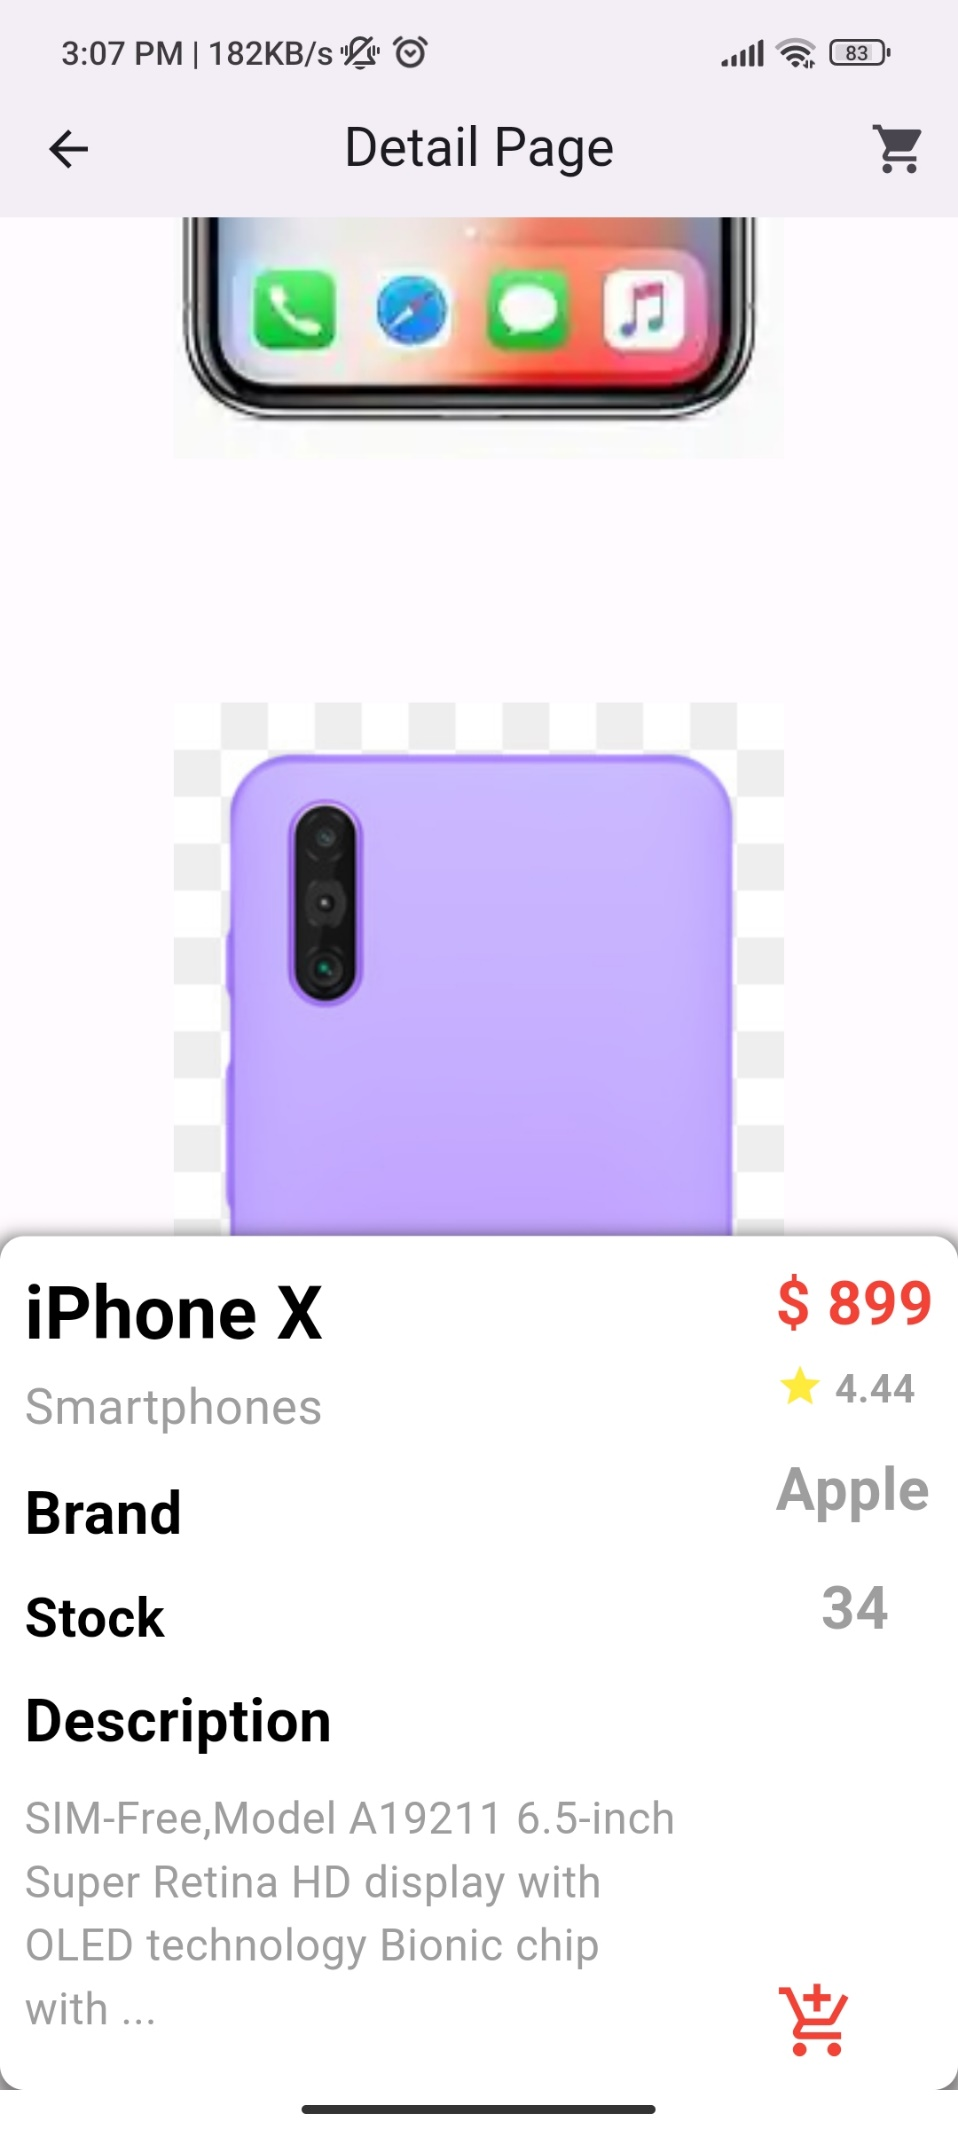 3:07 PM | 182KB/s
83
Detail Page
iPhone X
$ 899
Smartphones
4.44
Brand
Apple
Stock
34
Description
SIM-Free,Model A19211 6.5-inch
Super Retina HD display with
OLED technology Bionic chip
with ...